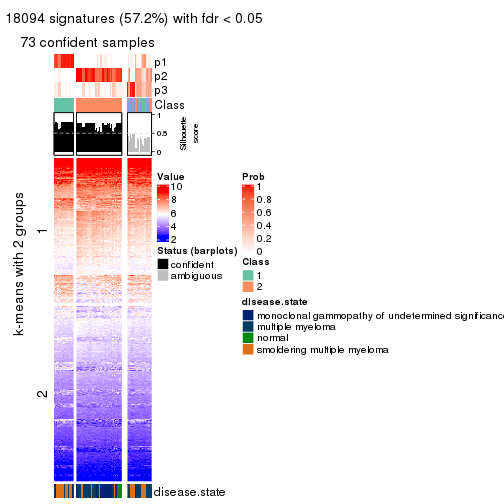 18094 signatures (57.2%) with fdr < 0.05
73 confident samples
p1
p2
p3
Class
1
0.5
0
Silhouette
score
k-means with 2 groups
1
2
disease.state
Value
10
8
6
4
2
Status (barplots)
confident
ambiguous
Prob
1
0.8
0.6
0.4
0.2
0
Class
1
2
disease.state
monoclonal gammopathy of undetermined significance
multiple myeloma
normal
smoldering multiple myeloma